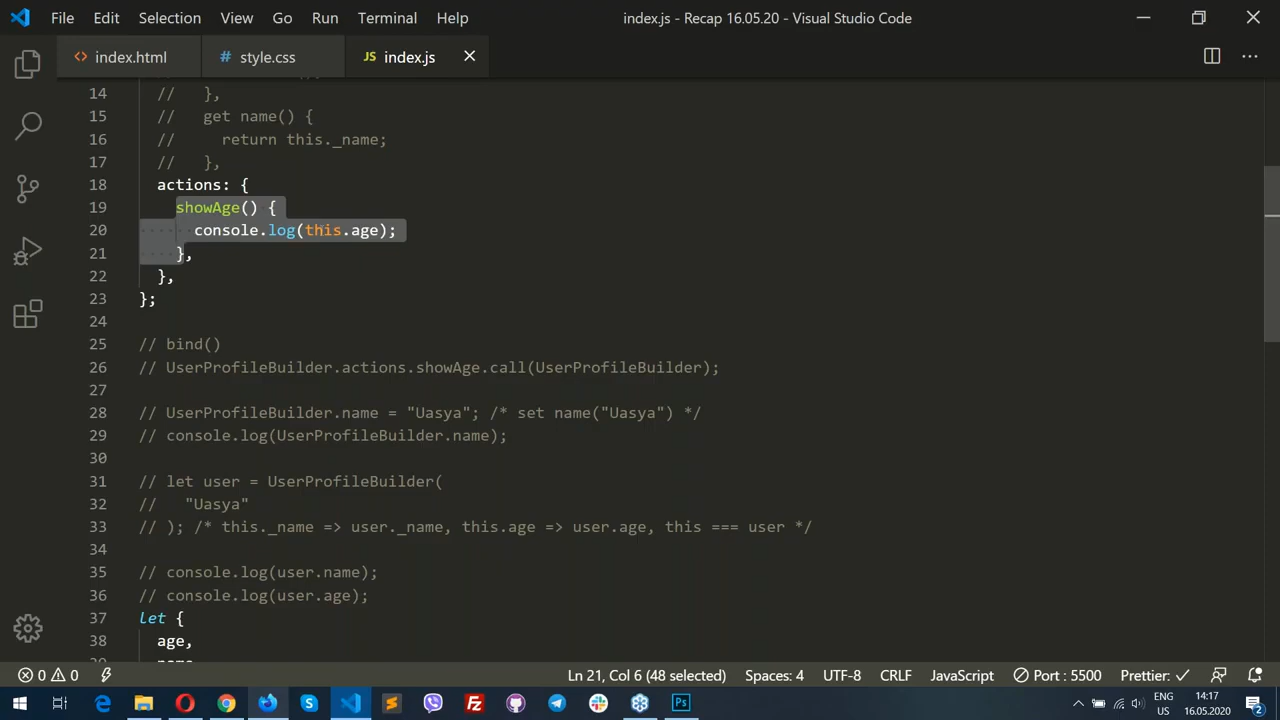 File Edit Selection View Go Run Terminal Help index.js - Recap 16.05.20 - Visual Studio Code
<> index.html # style.css JS index.js
14 // },
15 // get name() {
16 // return this._name;
17 // },
18 actions: {
19 showAge() {
20 console.log(this.age);
21 },
22 },
23 };
24
25 // bind()
26 // UserProfileBuilder.actions.showAge.call(UserProfileBuilder);
27
28 // UserProfileBuilder.name = "Uasya"; /* set name("Uasya") */
29 // console.log(UserProfileBuilder.name);
30
31 // let user = UserProfileBuilder(
32 // "Uasya"
33 // ); /* this._name => user._name, this.age => user.age, this === user */
34
35 // console.log(user.name);
36 // console.log(user.age);
37 let {
38 age,
0 0 Ln 21, Col 6 (48 selected) Spaces: 4 UTF-8 CRLF JavaScript Port : 5500 Prettier:
ENG 14:17
US 16.05.2020 2